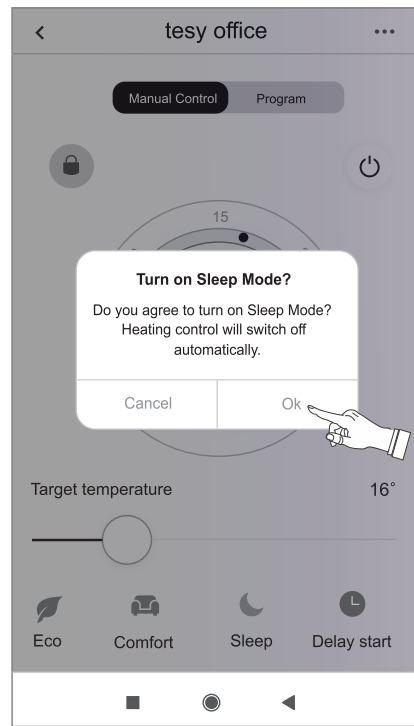 tesy office
Manual Control Program
15
Turn on Sleep Mode?
Do you agree to turn on Sleep Mode?
Heating control will switch off
automatically.
Cancel Ok
Target temperature 16°
Eco Comfort Sleep Delay start